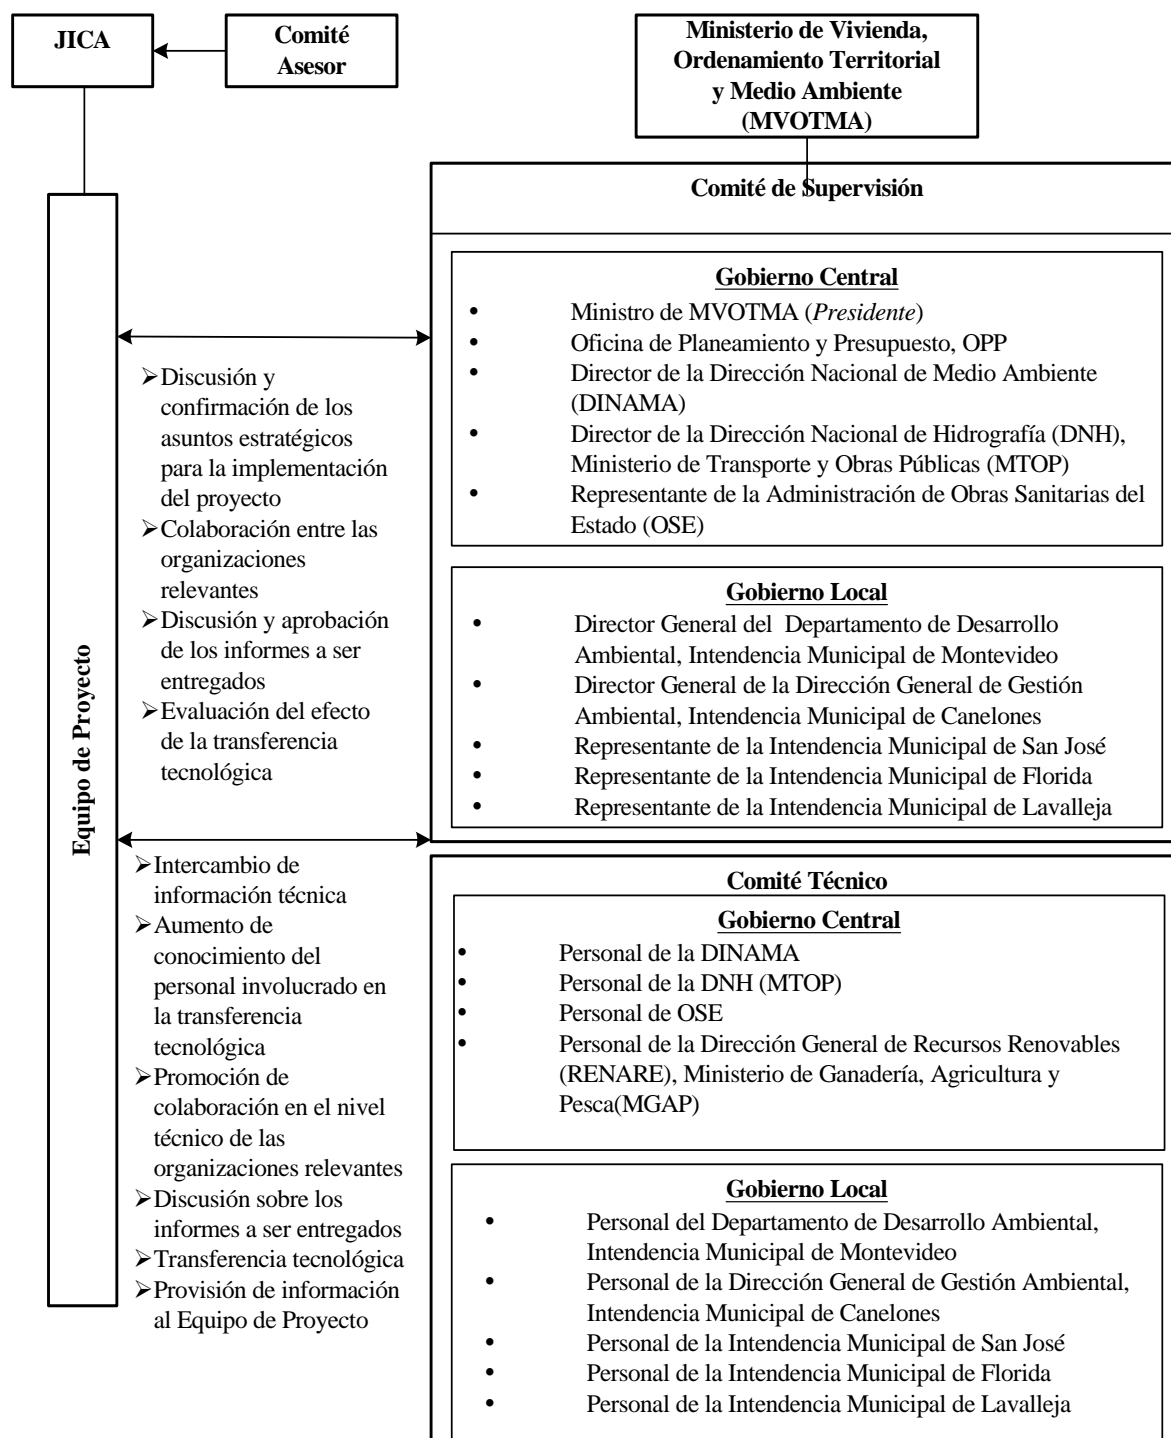 JICA
Comité
Asesor
Ministerio de Vivienda,
Ordenamiento Territorial
y Medio Ambiente
(MVOTMA)
Equipo de Proyecto
➢Discusión y
confirmación de los
asuntos estratégicos
para la implementación
del proyecto
➢Colaboración entre las
organizaciones
relevantes
➢Discusión y aprobación
de los informes a ser
entregados
➢Evaluación del efecto
de la transferencia
tecnológica
➢Intercambio de
información técnica
➢Aumento de
conocimiento del
personal involucrado en
la transferencia
tecnológica
➢Promoción de
colaboración en el nivel
técnico de las
organizaciones relevantes
➢Discusión sobre los
informes a ser entregados
➢Transferencia tecnológica
➢Provisión de información
al Equipo de Proyecto
Comité de Supervisión
Gobierno Central
• Ministro de MVOTMA (Presidente)
• Oficina de Planeamiento y Presupuesto, OPP
• Director de la Dirección Nacional de Medio Ambiente
(DINAMA)
• Director de la Dirección Nacional de Hidrografía (DNH),
Ministerio de Transporte y Obras Públicas (MTOP)
• Representante de la Administración de Obras Sanitarias del
Estado (OSE)
Gobierno Local
• Director General del Departamento de Desarrollo
Ambiental, Intendencia Municipal de Montevideo
• Director General de la Dirección General de Gestión
Ambiental, Intendencia Municipal de Canelones
• Representante de la Intendencia Municipal de San José
• Representante de la Intendencia Municipal de Florida
• Representante de la Intendencia Municipal de Lavalleja
Comité Técnico
Gobierno Central
• Personal de la DINAMA
• Personal de la DNH (MTOP)
• Personal de OSE
• Personal de la Dirección General de Recursos Renovables
(RENARE), Ministerio de Ganadería, Agricultura y
Pesca(MGAP)
Gobierno Local
• Personal del Departamento de Desarrollo Ambiental,
Intendencia Municipal de Montevideo
• Personal de la Dirección General de Gestión Ambiental,
Intendencia Municipal de Canelones
• Personal de la Intendencia Municipal de San José
• Personal de la Intendencia Municipal de Florida
• Personal de la Intendencia Municipal de Lavalleja